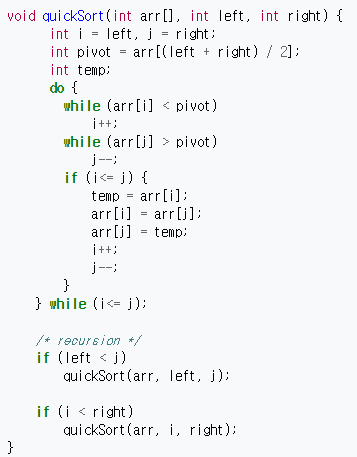 void quickSort(int arr[], int left, int right) {
int i = left, j = right;
int pivot = arr[(left + right) / 2];
int temp;
do {
while (arr[i] < pivot)
i++;
while (arr[j] > pivot)
j--;
if (i<= j) {
temp = arr[i];
arr[i] = arr[j];
arr[j] = temp;
i++;
j--;
}
} while (i<= j);
/* recursion */
if (left < j)
quickSort(arr, left, j);
if (i < right)
quickSort(arr, i, right);
}